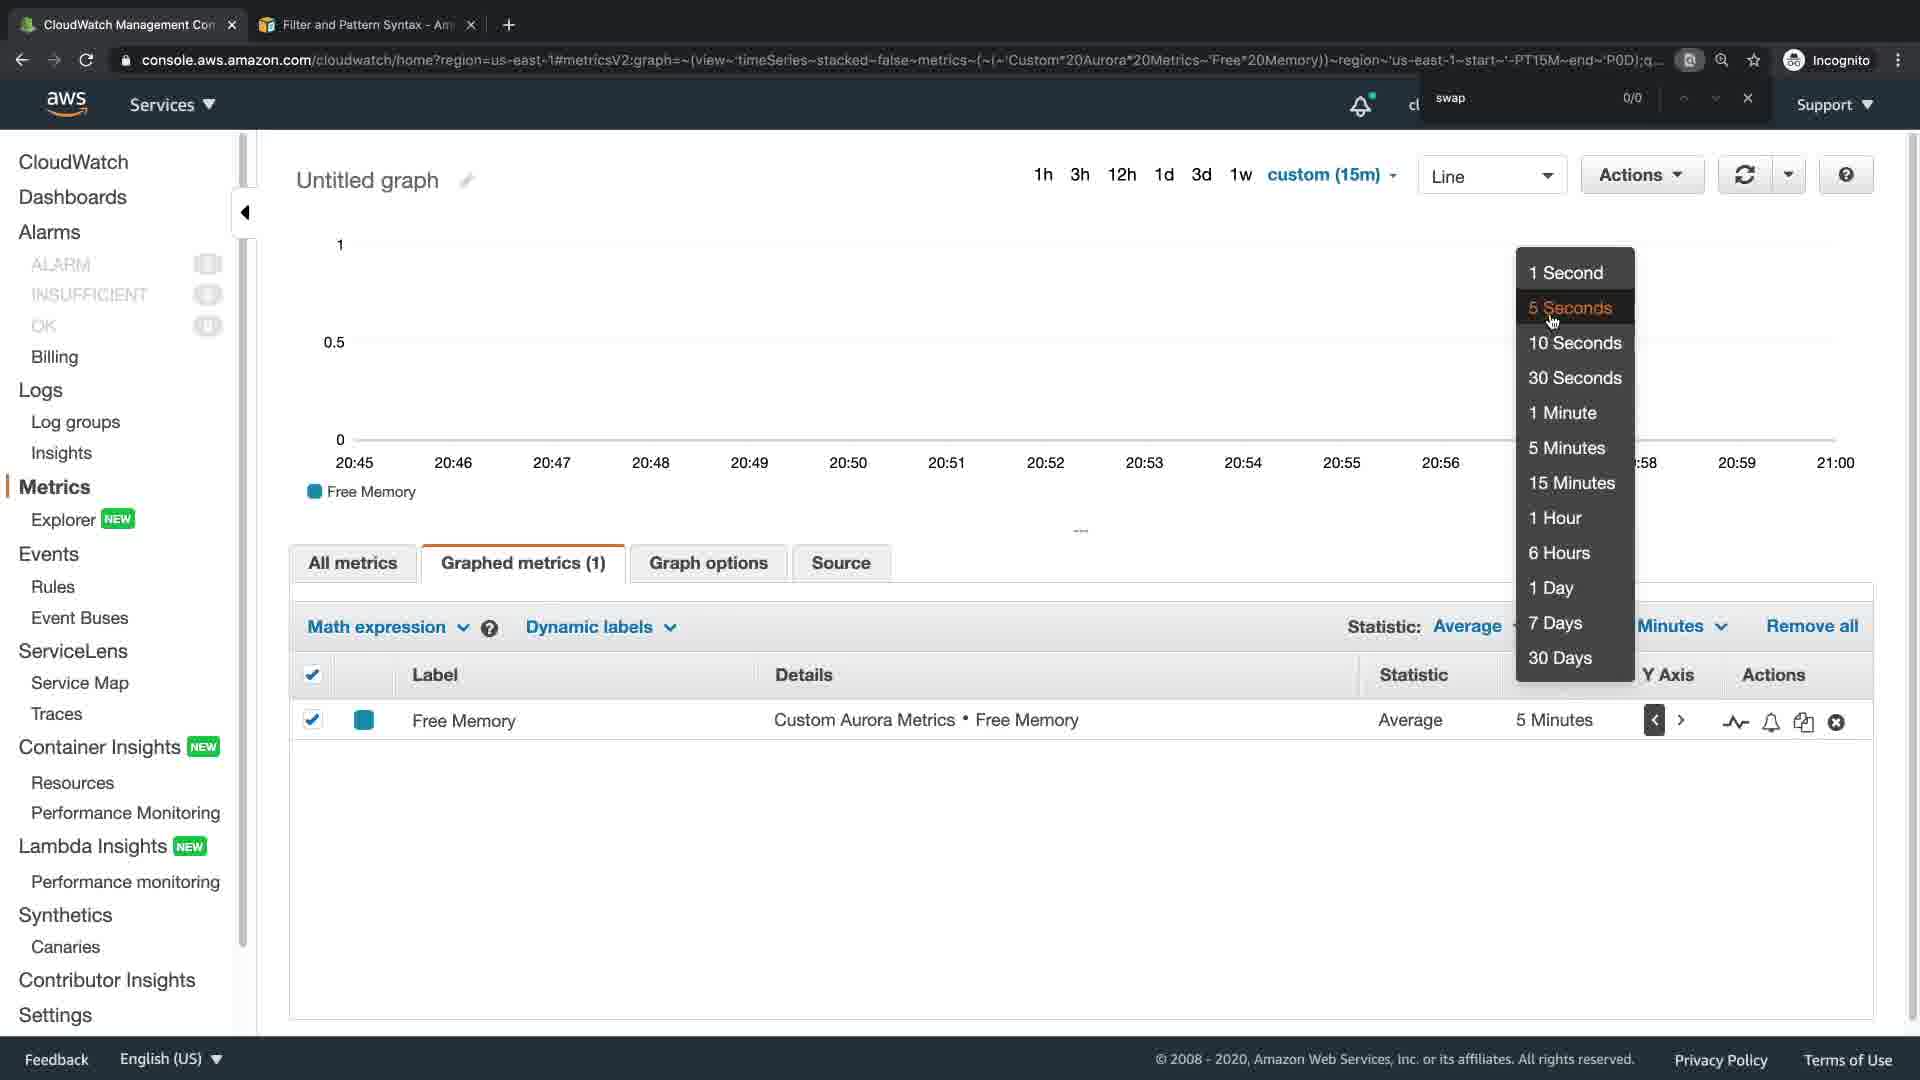 CloudWatch Management Con
Filter and Pattern Syntax - Am
console.aws.amazon.com/cloudwatch/home?region=us-east-1#metricsV2:graph=~(view~'timeSeries~stacked~false~metrics~(~(~'Custom*20Aurora*20Metrics~'Free*20Memory))~region~'us-east-1~start~'-PT15M~end~'P0D);q...
Incognito
aws
Services
cl
swap
0/0
Support
CloudWatch
Dashboards
Alarms
ALARM
INSUFFICIENT
OK
Billing
Logs
Log groups
Insights
Metrics
Explorer NEW
Events
Rules
Event Buses
ServiceLens
Service Map
Traces
Container Insights NEW
Resources
Performance Monitoring
Lambda Insights NEW
Performance monitoring
Synthetics
Canaries
Contributor Insights
Settings
Untitled graph
1h 3h 12h 1d 3d 1w custom (15m)
Line
Actions
1
0.5
0
20:45 20:46 20:47 20:48 20:49 20:50 20:51 20:52 20:53 20:54 20:55 20:56 :58 20:59 21:00
Free Memory
1 Second
5 Seconds
10 Seconds
30 Seconds
1 Minute
5 Minutes
15 Minutes
1 Hour
6 Hours
1 Day
7 Days
30 Days
All metrics
Graphed metrics (1)
Graph options
Source
Math expression
Dynamic labels
Statistic: Average
Minutes
Remove all
Label Details Statistic Y Axis Actions
Free Memory Custom Aurora Metrics • Free Memory Average 5 Minutes
Feedback
English (US)
© 2008 - 2020, Amazon Web Services, Inc. or its affiliates. All rights reserved.
Privacy Policy
Terms of Use